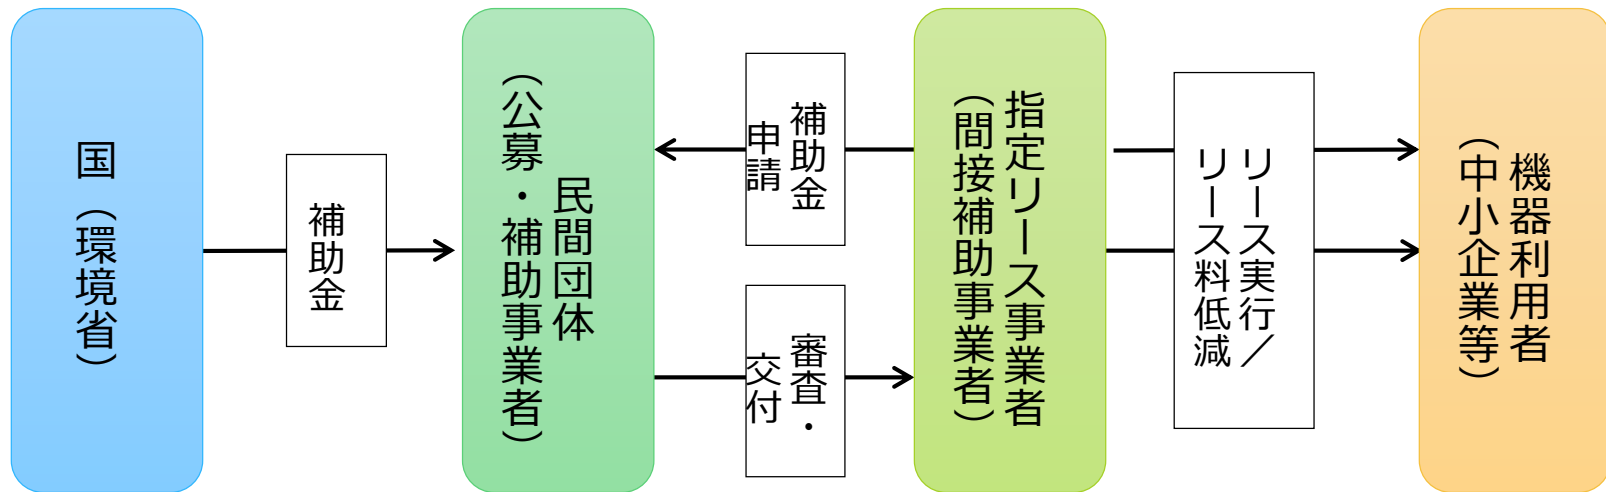 国（環境省）
補助金
民間団体
（公募・補助事業者）
補助金
申請
審査・
交付
指定リース事業者
（間接補助事業者）
リース実行／
リース料低減
機器利用者
（中小企業等）